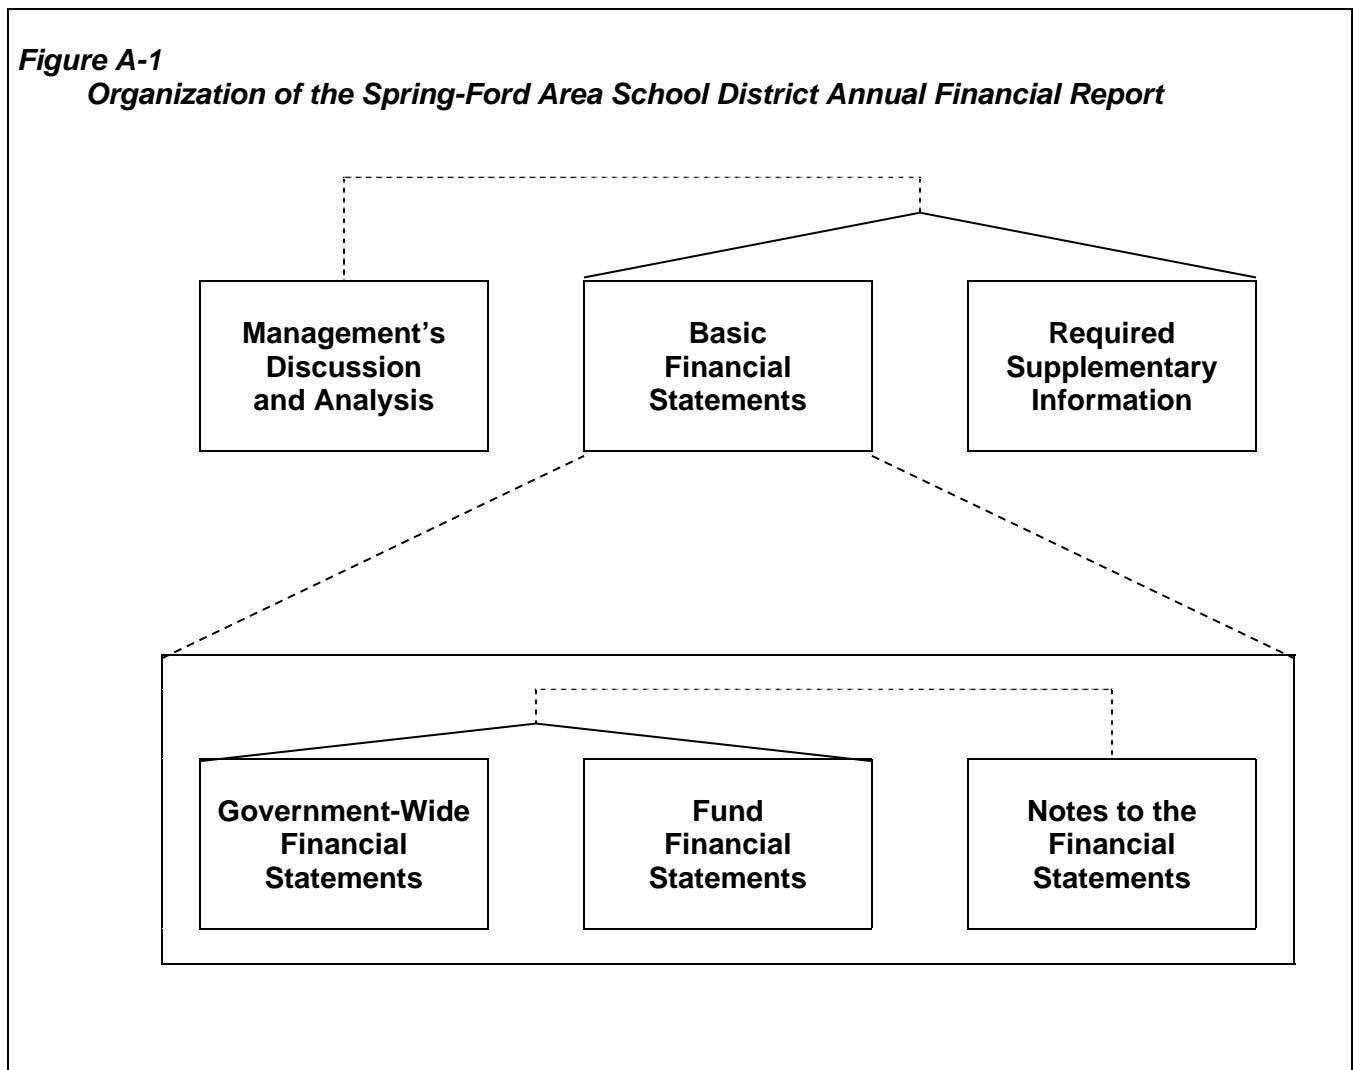 Figure A-1
Organization of the Spring-Ford Area School District Annual Financial Report
Management’s
Discussion
and Analysis
Basic
Financial
Statements
Required
Supplementary
Information
Government-Wide
Financial
Statements
Fund
Financial
Statements
Notes to the
Financial
Statements